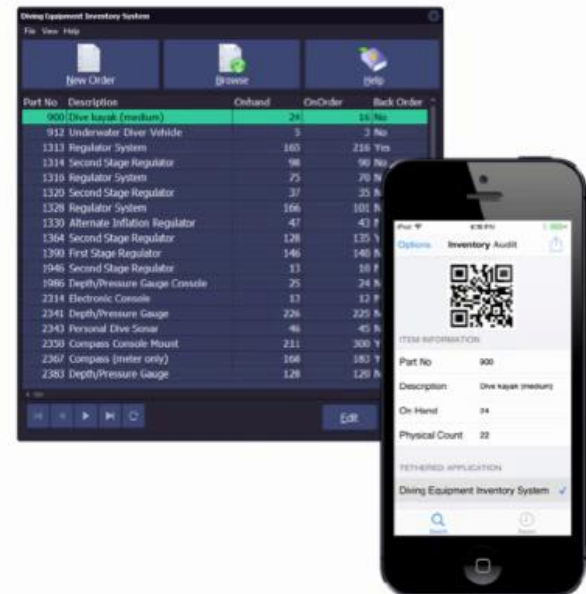 Diving Equipment Inventory System
File View Help
New Order
Browse
Help
Part No Description Onhand OnOrder Back Order
900 Dive kayak (medium) 24 16 No
912 Underwater Diver Vehicle 5 3 No
1313 Regulator System 165 216 Yes
1314 Second Stage Regulator 98 90 No
1316 Regulator System 75 70 N
1320 Second Stage Regulator 37 35 N
1328 Regulator System 166 101 N
1330 Alternate Inflation Regulator 47 43
1364 Second Stage Regulator 128 135 Y
1390 First Stage Regulator 146 140 N
1946 Second Stage Regulator 13 10
1986 Depth/Pressure Gauge Console 25 24 N
2314 Electronic Console 13 12
2341 Depth/Pressure Gauge 226 225 N
2343 Personal Dive Sonar 46 45 N
2350 Compass Console Mount 211 300 Y
2367 Compass (meter only) 168 183 Y
2383 Depth/Pressure Gauge 128 120 N
Edit
iPod
Options Inventory Audit
ITEM INFORMATION
Part No 900
Description Dive kayak (medium)
On Hand 24
Physical Count 22
TETHERED APPLICATION
Diving Equipment Inventory System
Search